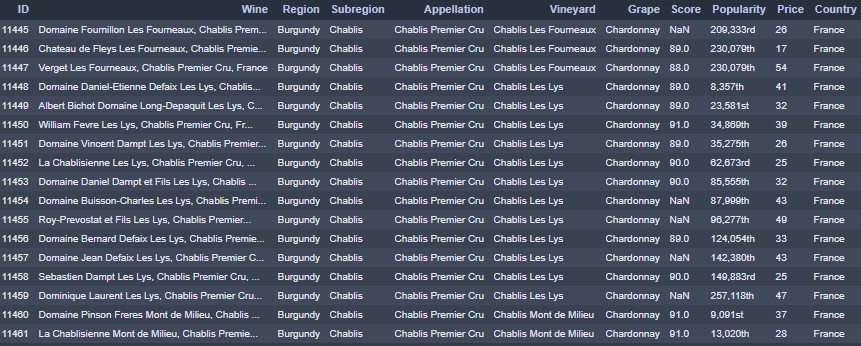 ID Wine Region Subregion Appellation Vineyard Grape Score Popularity Price Country
11445 Domaine Fournillon Les Fourneaux, Chablis Prem... Burgundy Chablis Chablis Premier Cru Chablis Les Fourneaux Chardonnay NaN 209,333rd 26 France
11446 Chateau de Fleys Les Fourneaux, Chablis Premie... Burgundy Chablis Chablis Premier Cru Chablis Les Fourneaux Chardonnay 89.0 230,079th 17 France
11447 Verget Les Fourneaux, Chablis Premier Cru, France Burgundy Chablis Chablis Premier Cru Chablis Les Fourneaux Chardonnay 88.0 230,079th 54 France
11448 Domaine Daniel-Etienne Defaix Les Lys, Chablis... Burgundy Chablis Chablis Premier Cru Chablis Les Lys Chardonnay 89.0 8,357th 41 France
11449 Albert Bichot Domaine Long-Depaquit Les Lys, C... Burgundy Chablis Chablis Premier Cru Chablis Les Lys Chardonnay 89.0 23,581st 32 France
11450 William Fevre Les Lys, Chablis Premier Cru, Fr... Burgundy Chablis Chablis Premier Cru Chablis Les Lys Chardonnay 91.0 34,869th 39 France
11451 Domaine Vincent Dampt Les Lys, Chablis Premier... Burgundy Chablis Chablis Premier Cru Chablis Les Lys Chardonnay 89.0 35,275th 26 France
11452 La Chablisienne Les Lys, Chablis Premier Cru, ... Burgundy Chablis Chablis Premier Cru Chablis Les Lys Chardonnay 90.0 62,673rd 25 France
11453 Domaine Daniel Dampt et Fils Les Lys, Chablis ... Burgundy Chablis Chablis Premier Cru Chablis Les Lys Chardonnay 90.0 85,555th 32 France
11454 Domaine Buisson-Charles Les Lys, Chablis Premi... Burgundy Chablis Chablis Premier Cru Chablis Les Lys Chardonnay NaN 87,999th 43 France
11455 Roy-Prevostat et Fils Les Lys, Chablis Premier... Burgundy Chablis Chablis Premier Cru Chablis Les Lys Chardonnay NaN 96,277th 49 France
11456 Domaine Bernard Defaix Les Lys, Chablis Premie... Burgundy Chablis Chablis Premier Cru Chablis Les Lys Chardonnay 89.0 124,054th 33 France
11457 Domaine Jean Defaix Les Lys, Chablis Premier C... Burgundy Chablis Chablis Premier Cru Chablis Les Lys Chardonnay NaN 142,380th 43 France
11458 Sebastien Dampt Les Lys, Chablis Premier Cru, ... Burgundy Chablis Chablis Premier Cru Chablis Les Lys Chardonnay 90.0 149,883rd 25 France
11459 Dominique Laurent Les Lys, Chablis Premier Cru... Burgundy Chablis Chablis Premier Cru Chablis Les Lys Chardonnay NaN 257,118th 47 France
11460 Domaine Pinson Freres Mont de Milieu, Chablis ... Burgundy Chablis Chablis Premier Cru Chablis Mont de Milieu Chardonnay 91.0 9,091st 37 France
11461 La Chablisienne Mont de Milieu, Chablis Premie... Burgundy Chablis Chablis Premier Cru Chablis Mont de Milieu Chardonnay 91.0 13,020th 28 France